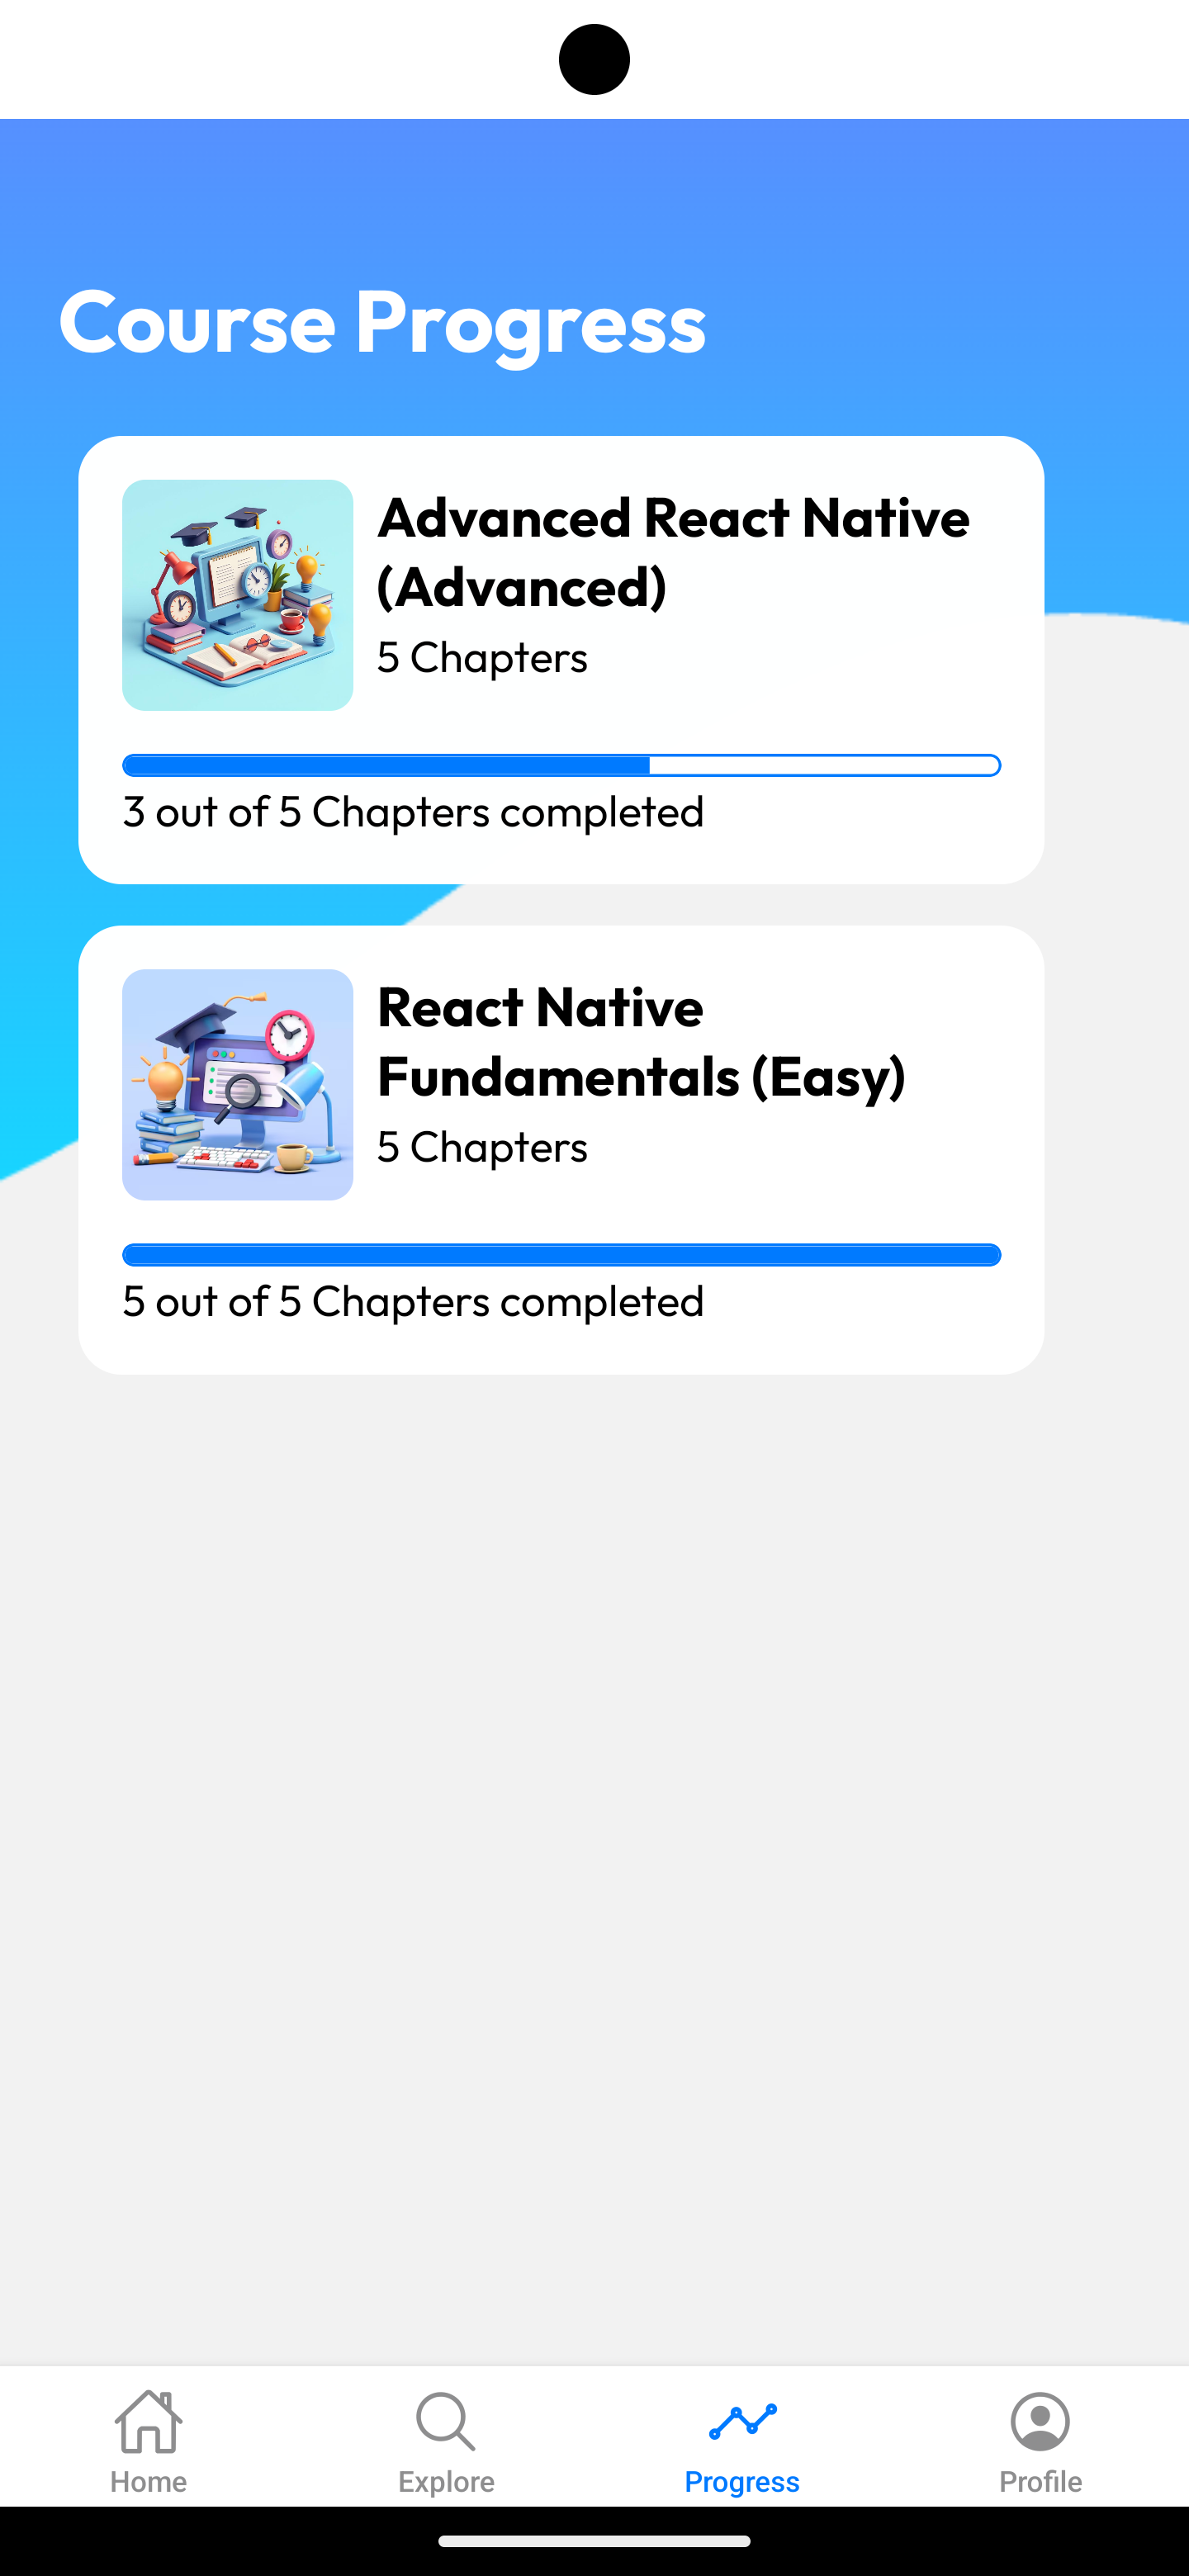 Course Progress
Advanced React Native
(Advanced)
5 Chapters
3 out of 5 Chapters completed
React Native
Fundamentals (Easy)
5 Chapters
5 out of 5 Chapters completed
Home
Explore
Progress
Profile